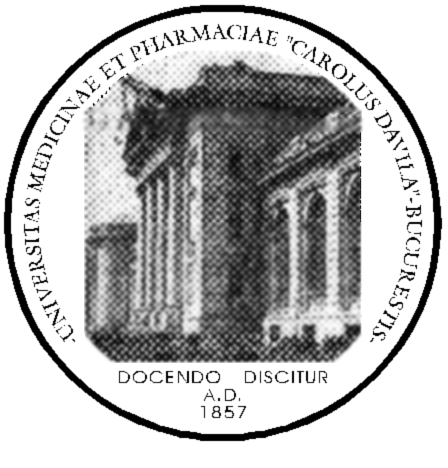 -UNIVERSITAS MEDICINAE ET PHARMACIAE "CAROLUS DAVILA"-BUCURESTIS-
DOCENDO DISCITUR
A.D.
1857